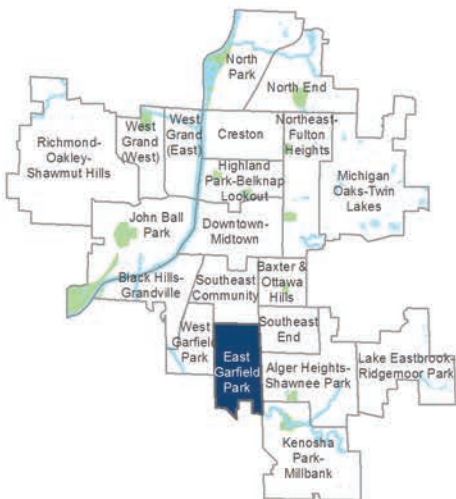 North
Park
North End
West
Grand
(West)
West
Grand
(East)
Creston
Northeast-
Fulton
Heights
Richmond-
Oakley-
Shawmut Hills
Highland
Park-Belknap
Lookout
Michigan
Oaks-Twin
Lakes
John Ball
Park
Downtown-
Midtown
Black Hills-
Grandville
Southeast
Community
Baxter &
Ottawa
Hills
West
Garfield
Park
East
Garfield
Park
Southeast
End
Alger Heights-
Shawnee Park
Lake Eastbrook-
Ridgemoor Park
Kenosha
Park-
Millbank